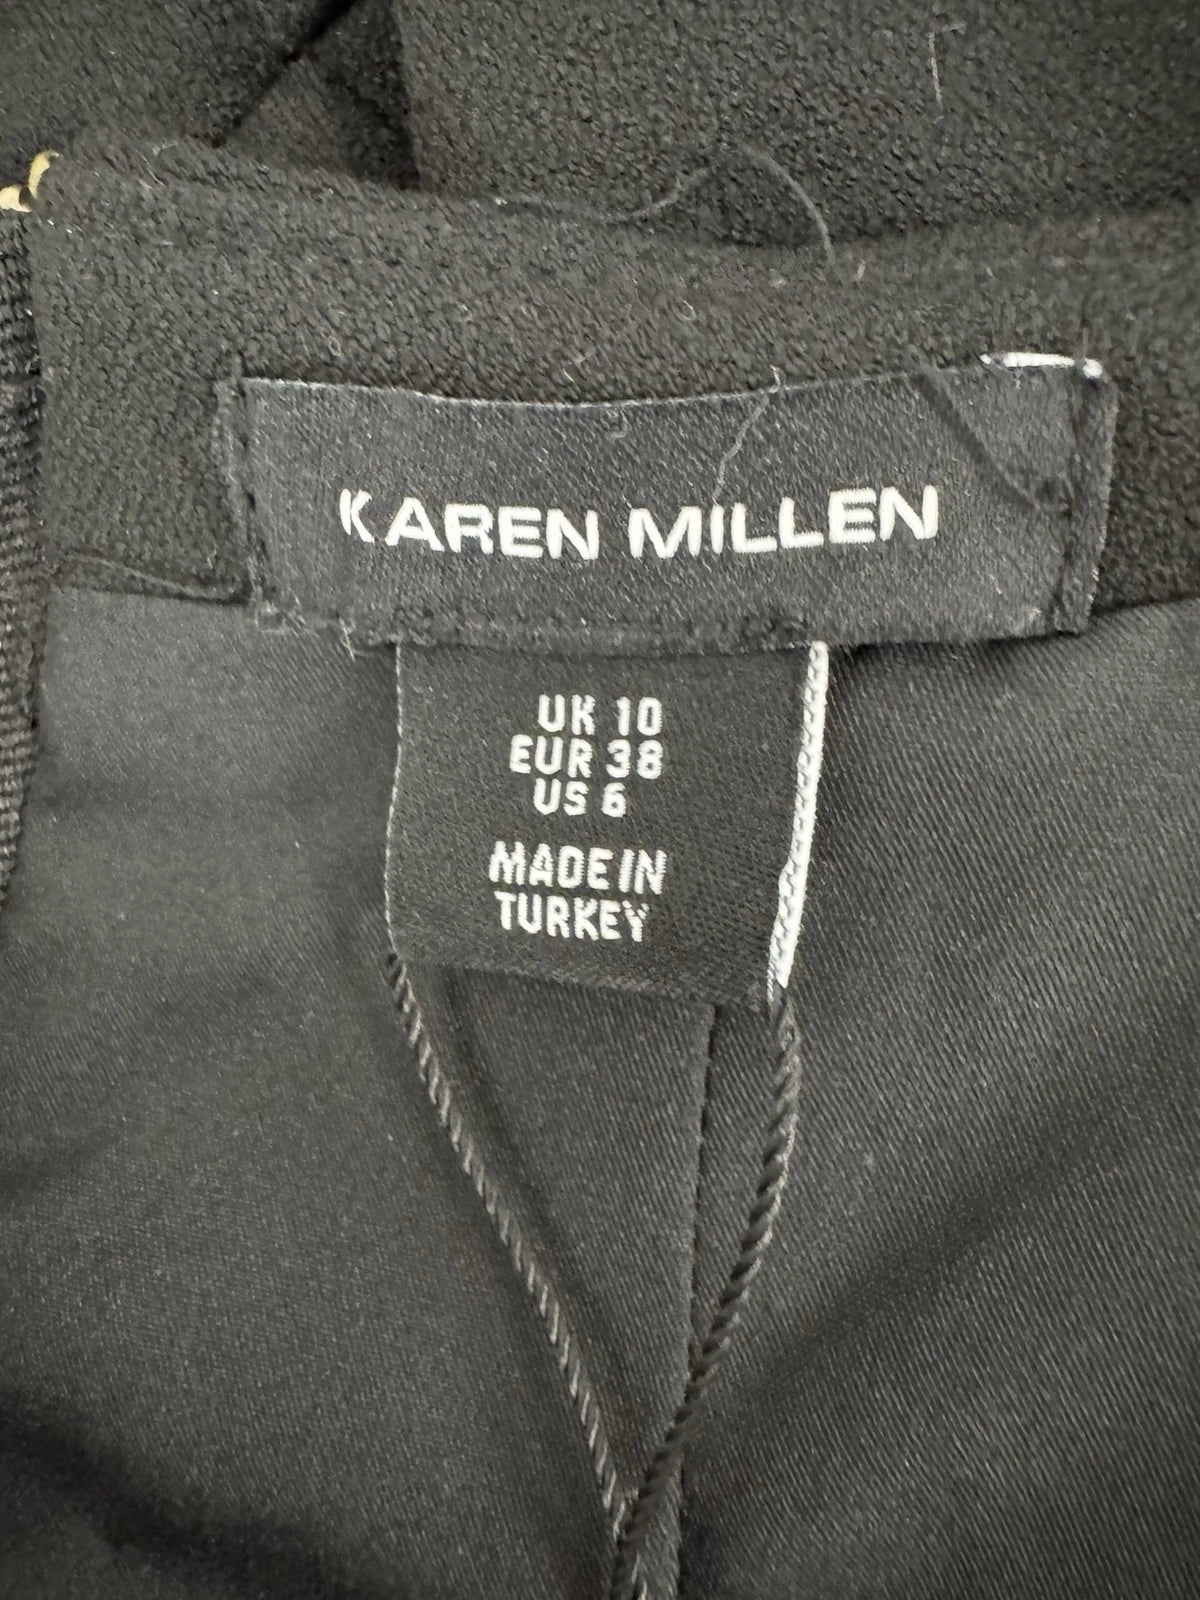 KAREN MILLEN
UK 10
EUR 38
US 6
MADE IN
TURKEY